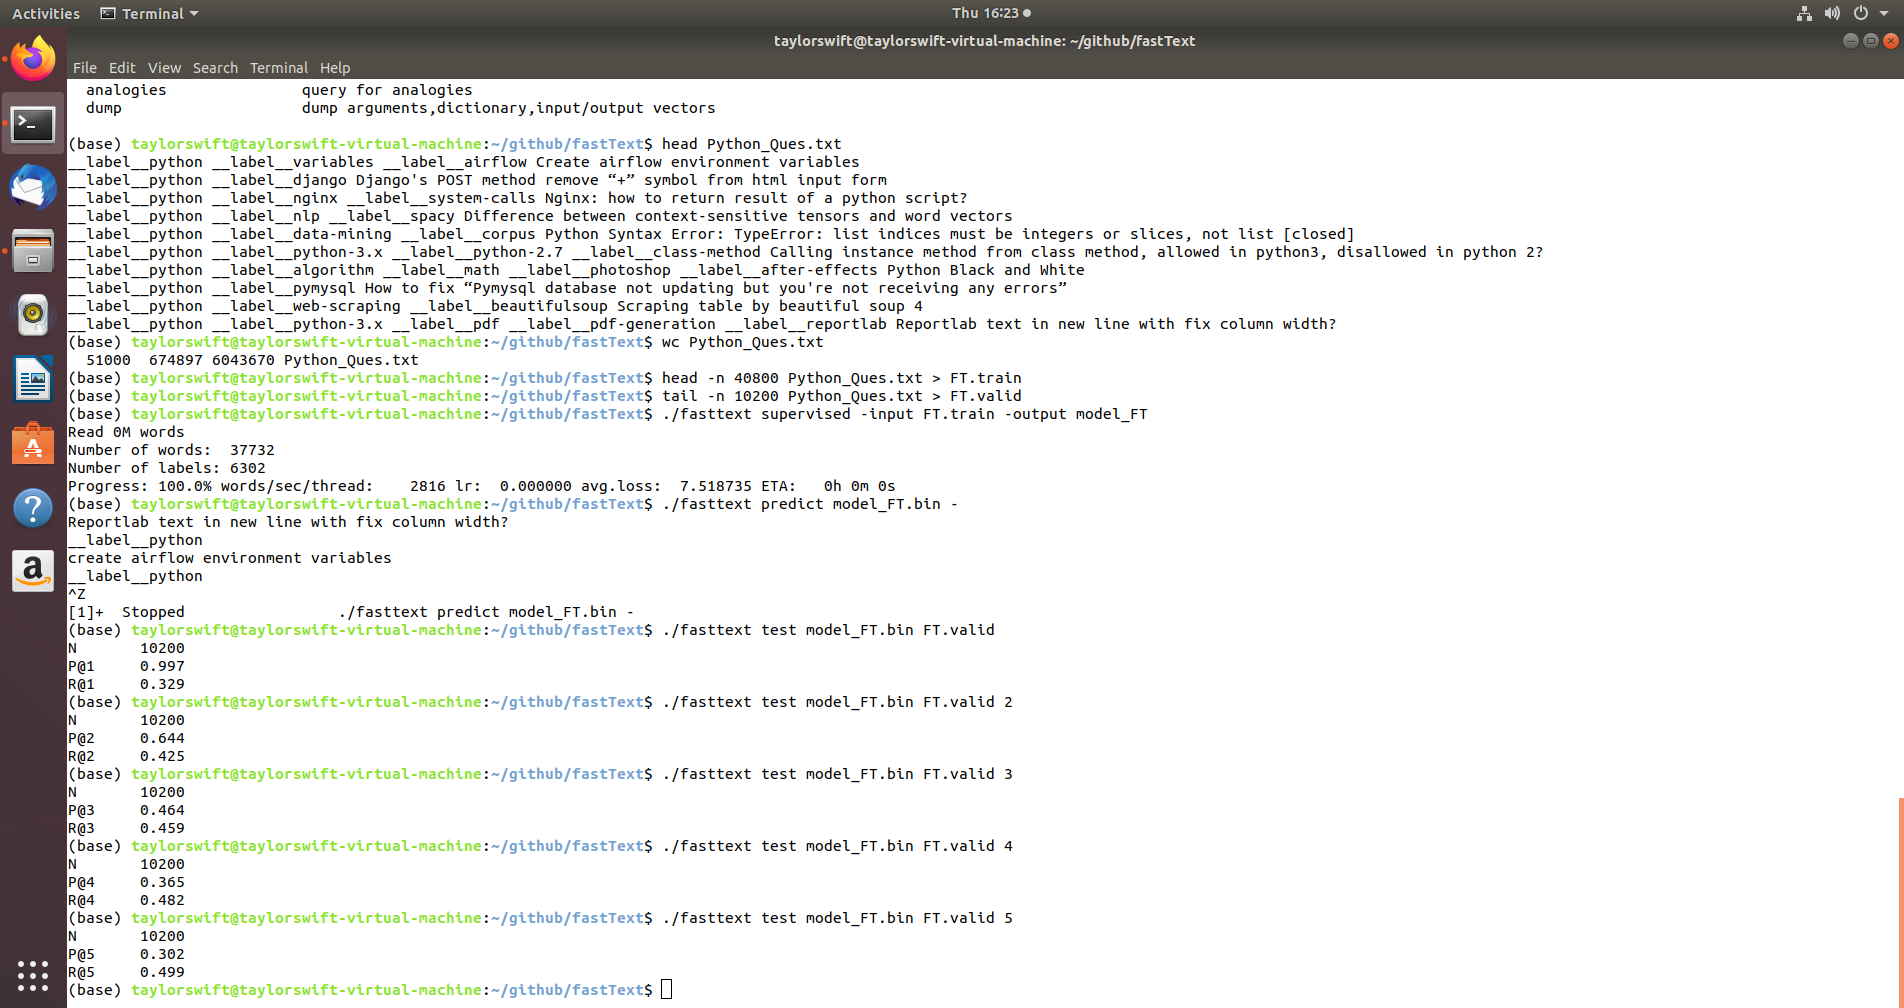 Activities Terminal Thu 16:23
taylorswift@taylorswift-virtual-machine: ~/github/fastText
File Edit View Search Terminal Help
analogies query for analogies
dump dump arguments,dictionary,input/output vectors
(base) taylorswift@taylorswift-virtual-machine:~/github/fastText$ head Python_Ques.txt
__label__python __label__variables __label__airflow Create airflow environment variables
__label__python __label__django Django's POST method remove “+” symbol from html input form
__label__python __label__nginx __label__system-calls Nginx: how to return result of a python script?
__label__python __label__nlp __label__spacy Difference between context-sensitive tensors and word vectors
__label__python __label__data-mining __label__corpus Python Syntax Error: TypeError: list indices must be integers or slices, not list [closed]
__label__python __label__python-3.x __label__python-2.7 __label__class-method Calling instance method from class method, allowed in python3, disallowed in python 2?
__label__python __label__algorithm __label__math __label__photoshop __label__after-effects Python Black and White
__label__python __label__pymysql How to fix “Pymysql database not updating but you're not receiving any errors”
__label__python __label__web-scraping __label__beautifulsoup Scraping table by beautiful soup 4
__label__python __label__python-3.x __label__pdf __label__pdf-generation __label__reportlab Reportlab text in new line with fix column width?
(base) taylorswift@taylorswift-virtual-machine:~/github/fastText$ wc Python_Ques.txt
51000 674897 6043670 Python_Ques.txt
(base) taylorswift@taylorswift-virtual-machine:~/github/fastText$ head -n 40800 Python_Ques.txt > FT.train
(base) taylorswift@taylorswift-virtual-machine:~/github/fastText$ tail -n 10200 Python_Ques.txt > FT.valid
(base) taylorswift@taylorswift-virtual-machine:~/github/fastText$ ./fasttext supervised -input FT.train -output model_FT
Read 0M words
Number of words: 37732
Number of labels: 6302
Progress: 100.0% words/sec/thread: 2816 lr: 0.000000 avg.loss: 7.518735 ETA: 0h 0m 0s
(base) taylorswift@taylorswift-virtual-machine:~/github/fastText$ ./fasttext predict model_FT.bin -
Reportlab text in new line with fix column width?
__label__python
create airflow environment variables
__label__python
^Z
[1]+ Stopped ./fasttext predict model_FT.bin -
(base) taylorswift@taylorswift-virtual-machine:~/github/fastText$ ./fasttext test model_FT.bin FT.valid
N 10200
P@1 0.997
R@1 0.329
(base) taylorswift@taylorswift-virtual-machine:~/github/fastText$ ./fasttext test model_FT.bin FT.valid 2
N 10200
P@2 0.644
R@2 0.425
(base) taylorswift@taylorswift-virtual-machine:~/github/fastText$ ./fasttext test model_FT.bin FT.valid 3
N 10200
P@3 0.464
R@3 0.459
(base) taylorswift@taylorswift-virtual-machine:~/github/fastText$ ./fasttext test model_FT.bin FT.valid 4
N 10200
P@4 0.365
R@4 0.482
(base) taylorswift@taylorswift-virtual-machine:~/github/fastText$ ./fasttext test model_FT.bin FT.valid 5
N 10200
P@5 0.302
R@5 0.499
(base) taylorswift@taylorswift-virtual-machine:~/github/fastText$